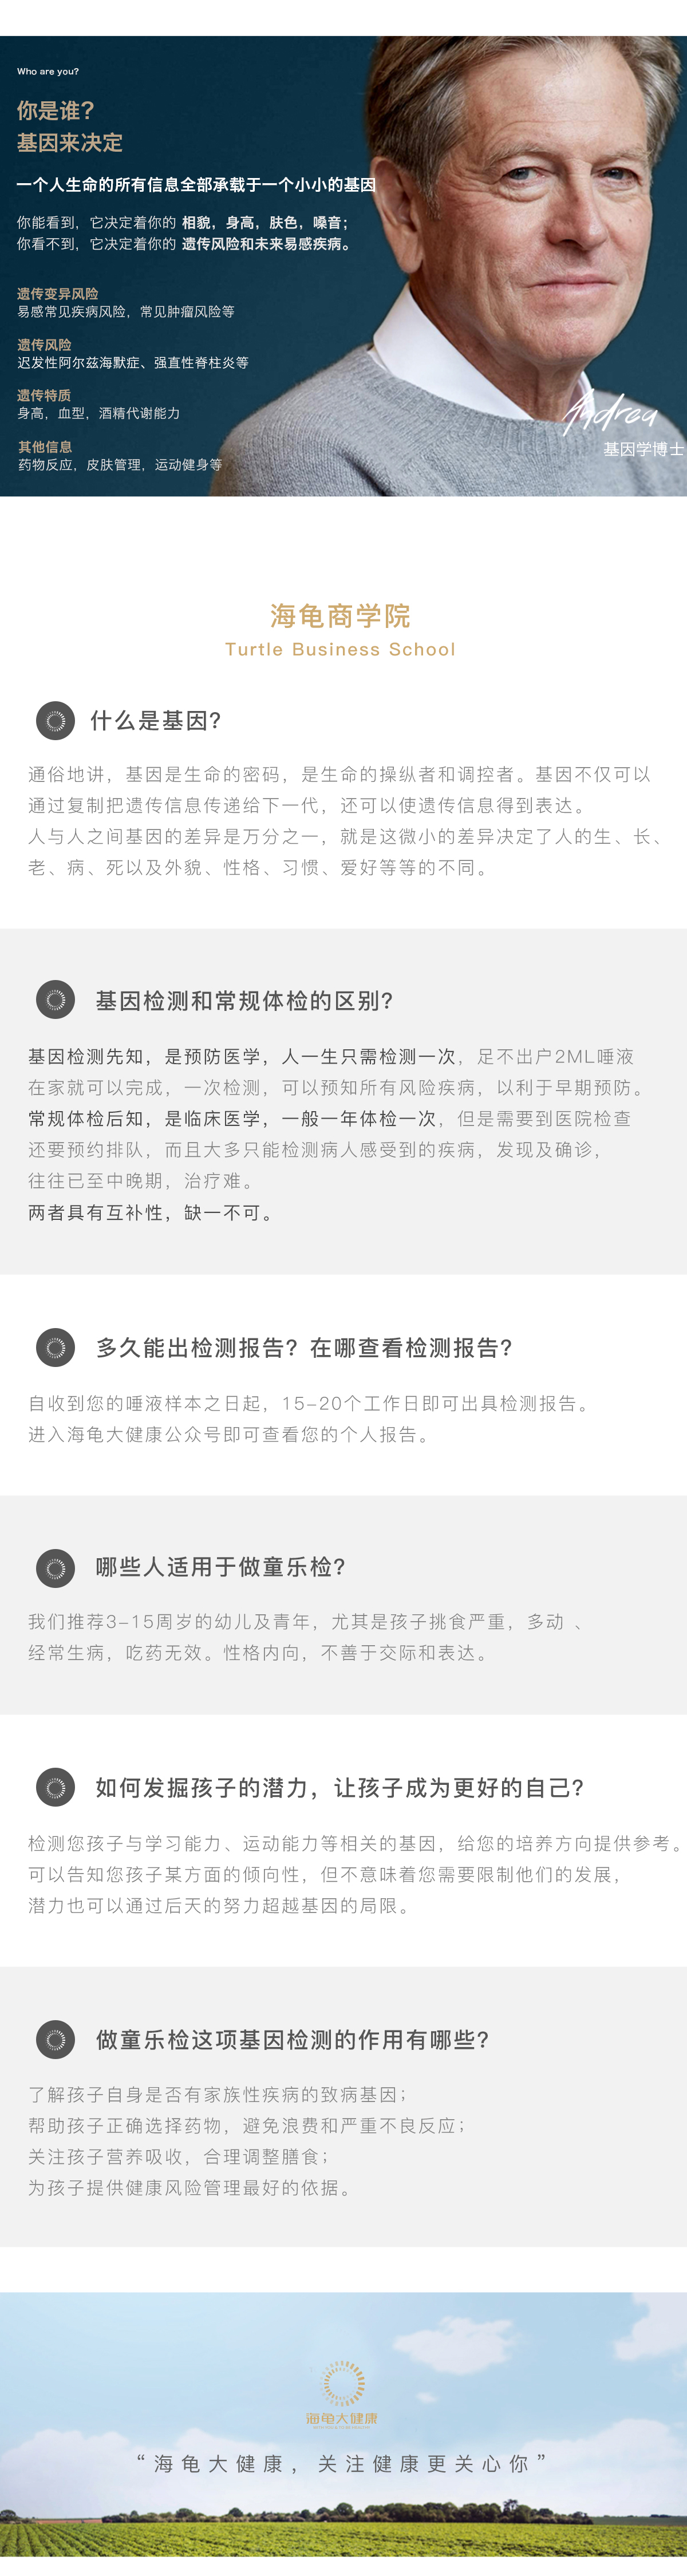 Who are you?
你是谁?
基因来决定
一个人生命的所有信息全部承载于一个小小的基因
你能看到，它决定着你的 相貌，身高，肤色，嗓音；
你看不到，它决定着你的 遗传风险和未来易感疾病。
遗传变异风险
易感常见疾病风险，常见肿瘤风险等
遗传风险
迟发性阿尔兹海默症、强直性脊柱炎等
遗传特质
身高，血型，酒精代谢能力
其他信息
药物反应，皮肤管理，运动健身等
Andrea
基因学博士
海龟商学院
Turtle Business School
什么是基因?
通俗地讲，基因是生命的密码，是生命的操纵者和调控者。基因不仅可以
通过复制把遗传信息传递给下一代，还可以使遗传信息得到表达。
人与人之间基因的差异是万分之一，就是这微小的差异决定了人的生、长、
老、病、死以及外貌、性格、习惯、爱好等等的不同。
基因检测和常规体检的区别?
基因检测先知，是预防医学，人一生只需检测一次，足不出户2ML唾液
在家就可以完成，一次检测，可以预知所有风险疾病，以利于早期预防。
常规体检后知，是临床医学，一般一年体检一次，但是需要到医院检查
还要预约排队，而且大多只能检测病人感受到的疾病，发现及确诊，
往往已至中晚期，治疗难。
两者具有互补性，缺一不可。
多久能出检测报告? 在哪查看检测报告?
自收到您的唾液样本之日起，15-20个工作日即可出具检测报告。
进入海龟大健康公众号即可查看您的个人报告。
哪些人适用于做童乐检?
我们推荐3-15周岁的幼儿及青年，尤其是孩子挑食严重，多动 、
经常生病，吃药无效。性格内向，不善于交际和表达。
如何发掘孩子的潜力，让孩子成为更好的自己?
检测您孩子与学习能力、运动能力等相关的基因，给您的培养方向提供参考。
可以告知您孩子某方面的倾向性，但不意味着您需要限制他们的发展，
潜力也可以通过后天的努力超越基因的局限。
做童乐检这项基因检测的作用有哪些?
了解孩子自身是否有家族性疾病的致病基因；
帮助孩子正确选择药物，避免浪费和严重不良反应；
关注孩子营养吸收，合理调整膳食；
为孩子提供健康风险管理最好的依据。
海龟大健康
“海龟大健康，关注健康更关心你”